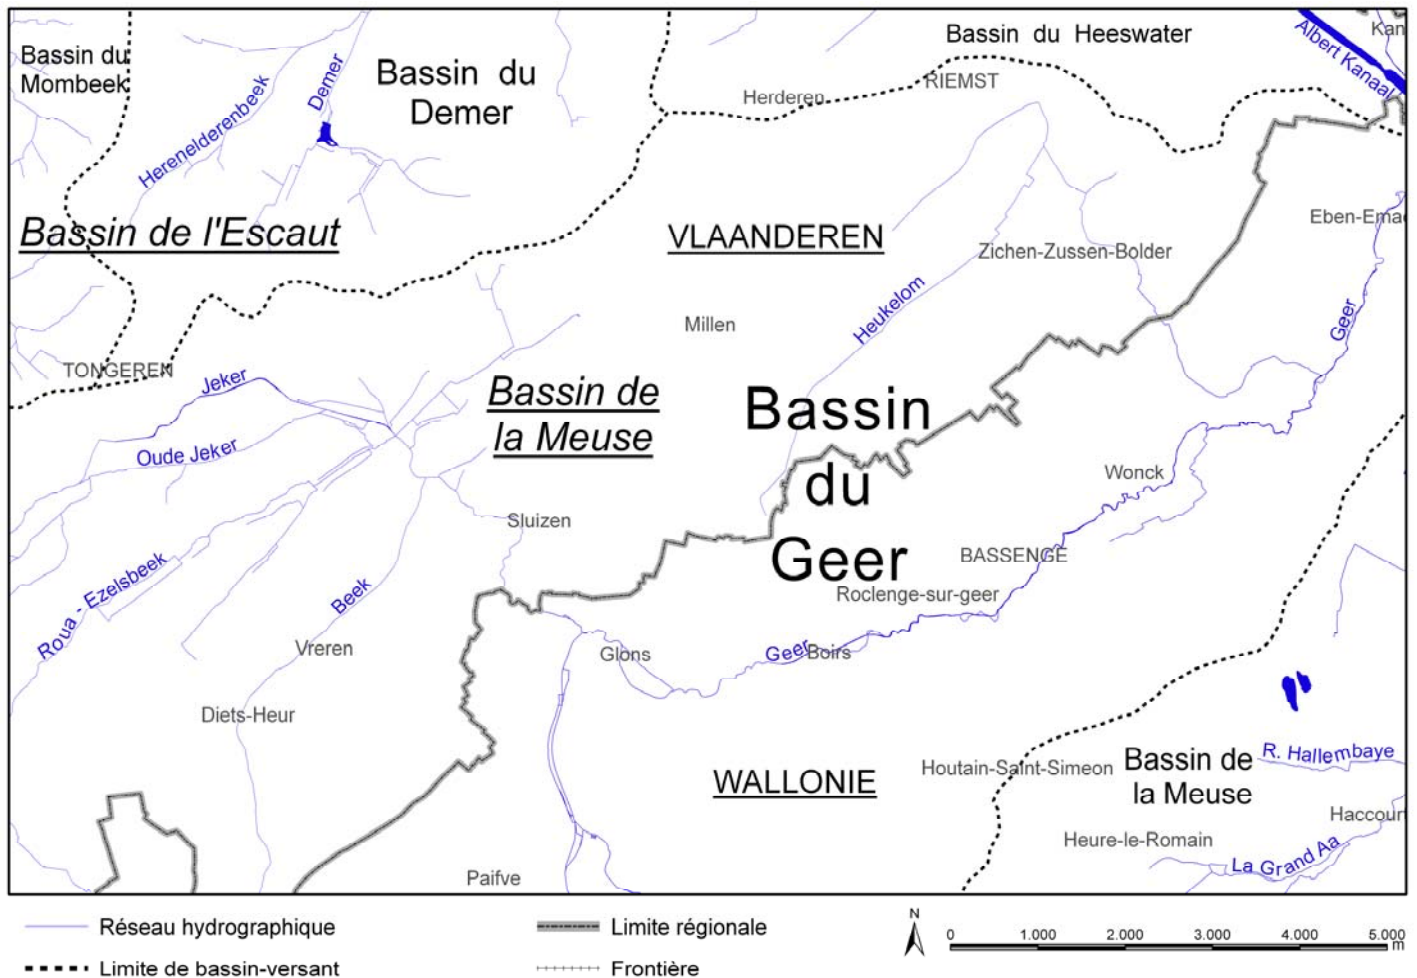 Bassin du
Mombeek
Herenelderenbeek
Demer
Bassin du
Demer
Bassin du Heeswater
Albert Kanaal
Kan
Herderen
RIEMST
Bassin de l'Escaut
VLAANDEREN
Zichen-Zussen-Bolder
Eben-Emae
Geer
Heukelom
Millen
TONGEREN
Jeker
Oude Jeker
Bassin de
la Meuse
Bassin
du
Geer
Wonck
Sluizen
BASSENGE
Roclenge-sur-geer
Roua - Ezelsbeek
Beek
Vreren
Glons
Geer
Boirs
Diets-Heur
WALLONIE
Houtain-Saint-Simeon
Bassin de
la Meuse
R. Hallembaye
Haccourt
Heure-le-Romain
La Grand Aa
Paifve
Réseau hydrographique
Limite régionale
Limite de bassin-versant
Frontière
N
0 1.000 2.000 3.000 4.000 5.000
m